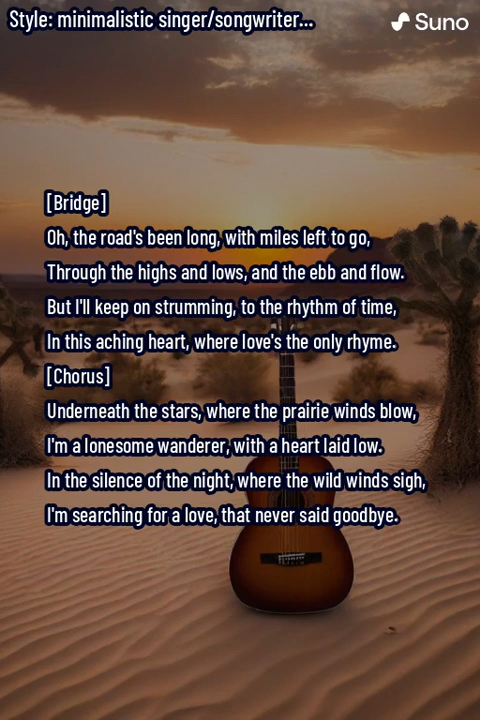 Style: minimalistic singer/songwriter...
Suno
[Bridge]
Oh, the road's been long, with miles left to go,
Through the highs and lows, and the ebb and flow.
But I'll keep on strumming, to the rhythm of time,
In this aching heart, where love's the only rhyme.
[Chorus]
Underneath the stars, where the prairie winds blow,
I'm a lonesome wanderer, with a heart laid low.
In the silence of the night, where the wild winds sigh,
I'm searching for a love, that never said goodbye.